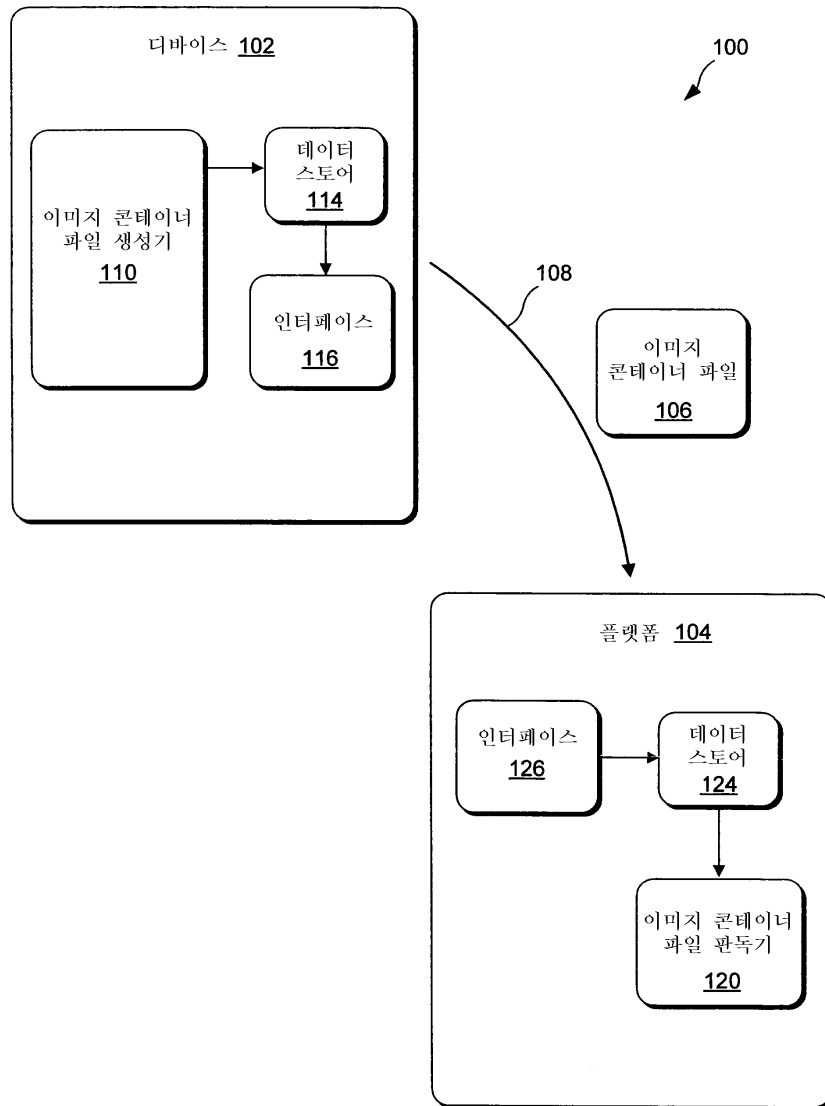 디바이스 102
100
데이터
스토어
114
이미지 콘테이너
파일 생성기
110
인터페이스
116
108
이미지
콘테이너 파일
106
플랫폼 104
인터페이스
126
데이터
스토어
124
이미지 콘테이너
파일 판독기
120